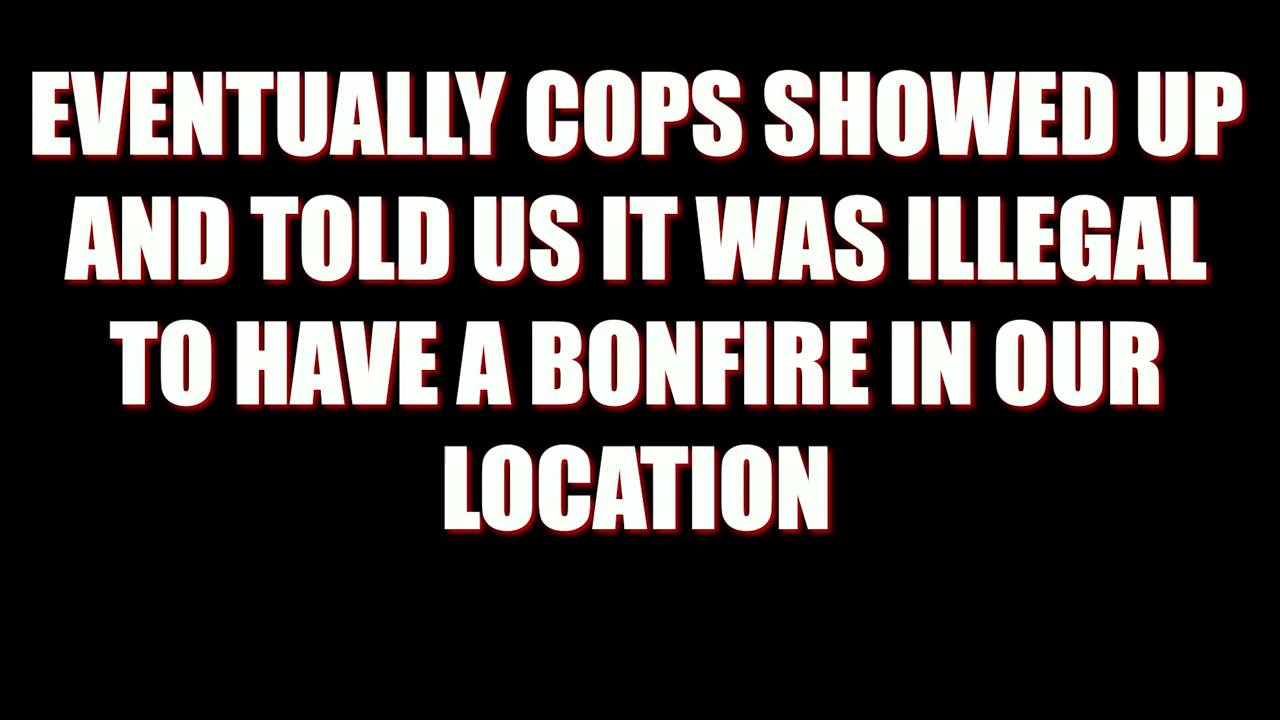 EVENTUALLY COPS SHOWED UP
AND TOLD US IT WAS ILLEGAL
TO HAVE A BONFIRE IN OUR
LOCATION